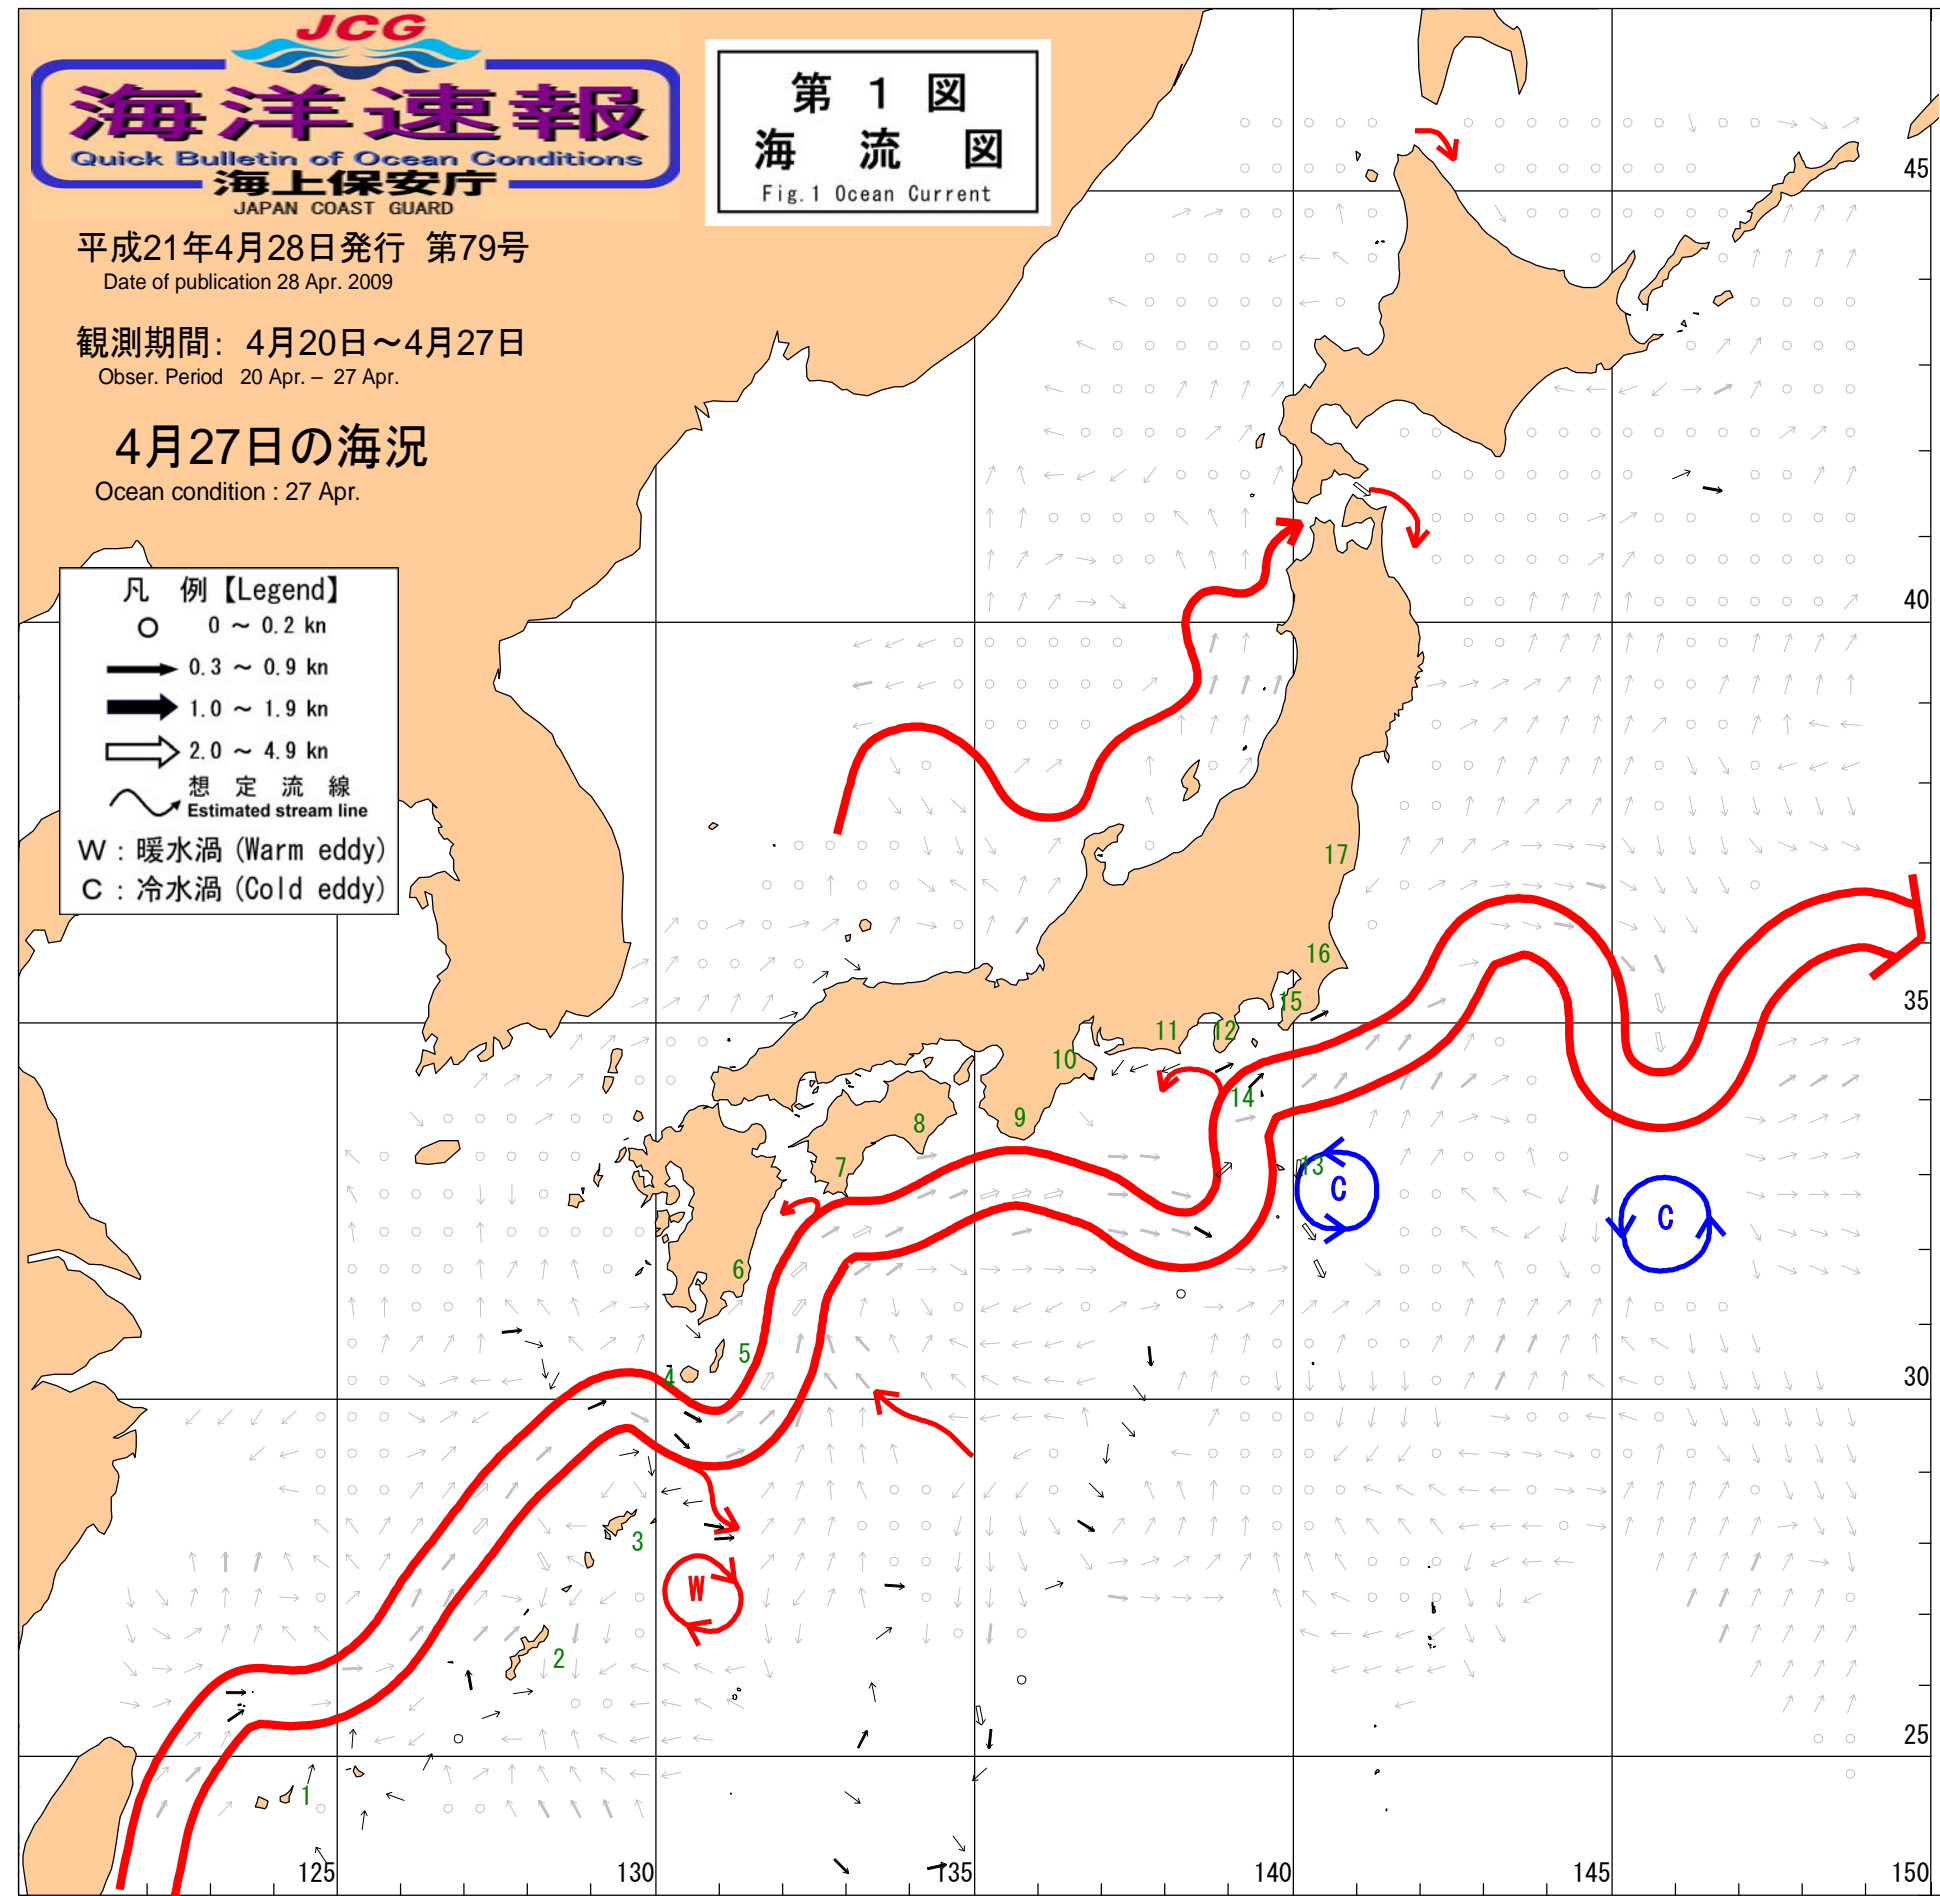 JCG
海洋速報
Quick Bulletin of Ocean Conditions
海上保安庁
JAPAN COAST GUARD
第 1 図
海 流 図
Fig.1 Ocean Current
平成21年4月28日発行 第79号
Date of publication 28 Apr. 2009
観測期間: 4月20日～4月27日
Obser. Period 20 Apr. – 27 Apr.
4月27日の海況
Ocean condition : 27 Apr.
凡 例【Legend】
0 ～ 0.2 kn
0.3 ～ 0.9 kn
1.0 ～ 1.9 kn
2.0 ～ 4.9 kn
想 定 流 線
Estimated stream line
W : 暖水渦 (Warm eddy)
C : 冷水渦 (Cold eddy)
45
40
17
16
35
15
12
11
10
14
9
8
7
13
C
C
6
5
4
30
3
W
2
25
1
125
130
135
140
145
150